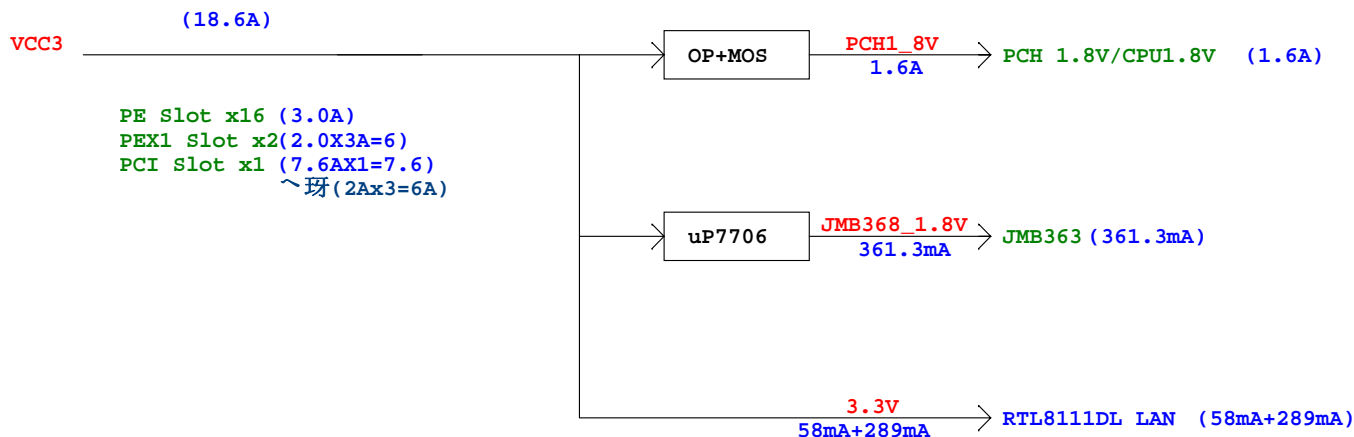 (18.6A)
VCC3
OP+MOS
PCH1_8V
1.6A
PCH 1.8V/CPU1.8V (1.6A)
PE Slot x16 (3.0A)
PEX1 Slot x2(2.0X3A=6)
PCI Slot x1 (7.6AX1=7.6)
(2Ax3=6A)
uP7706
JMB368_1.8V
361.3mA
JMB363 (361.3mA)
3.3V
58mA+289mA
RTL8111DL LAN (58mA+289mA)